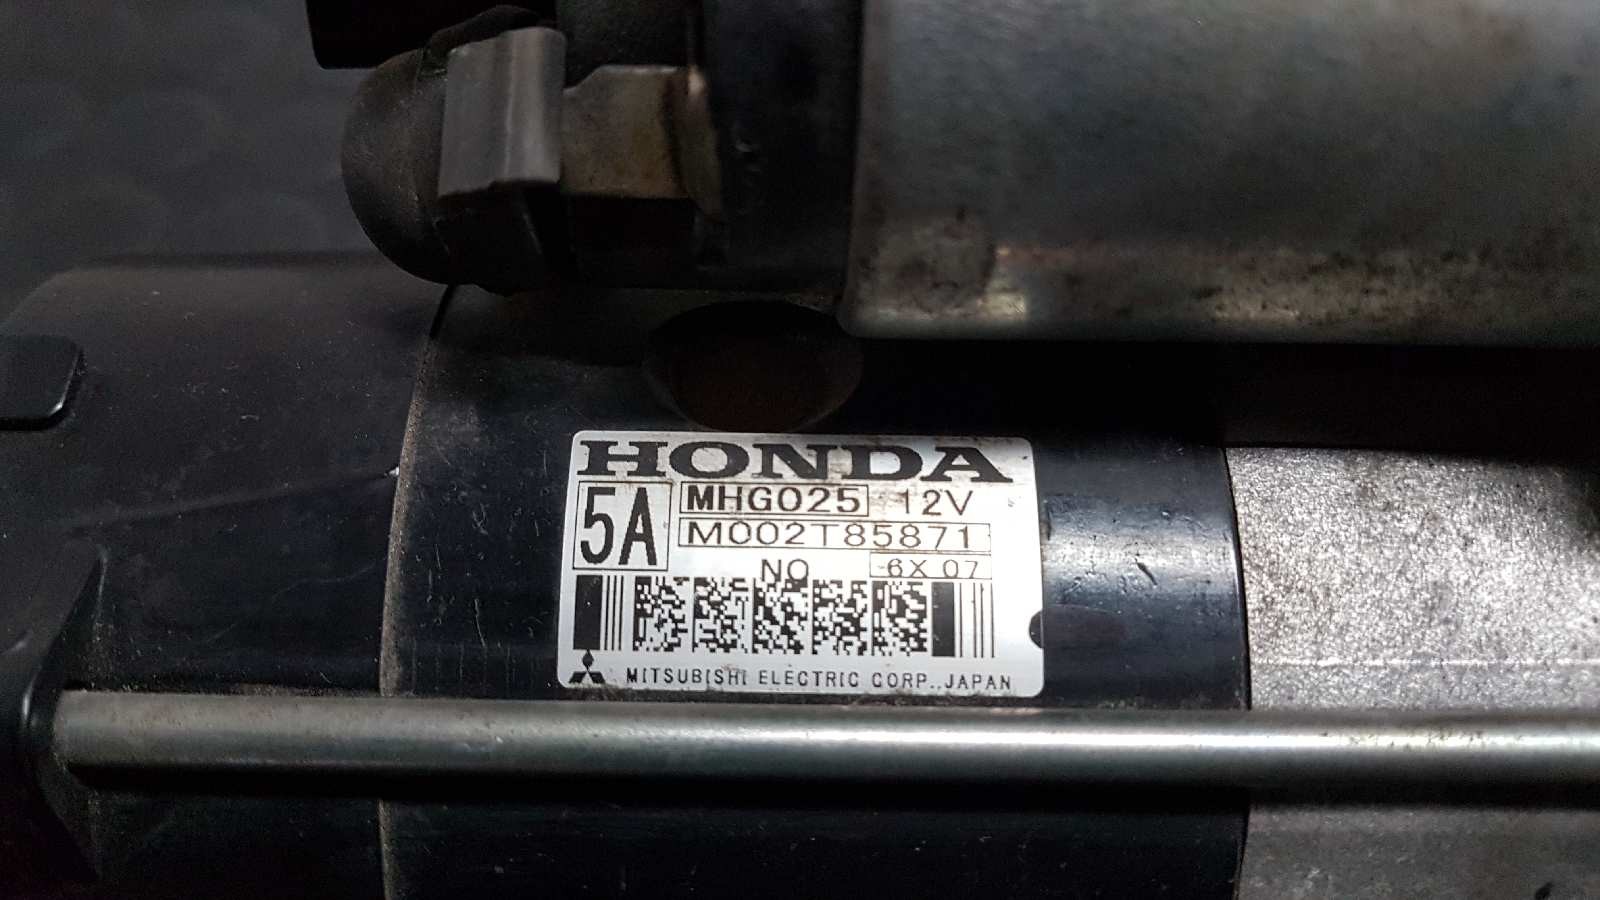 HONDA
5A MHG025 12V
M002T85871
NO 6X 07
MITSUBISHI ELECTRIC CORP., JAPAN